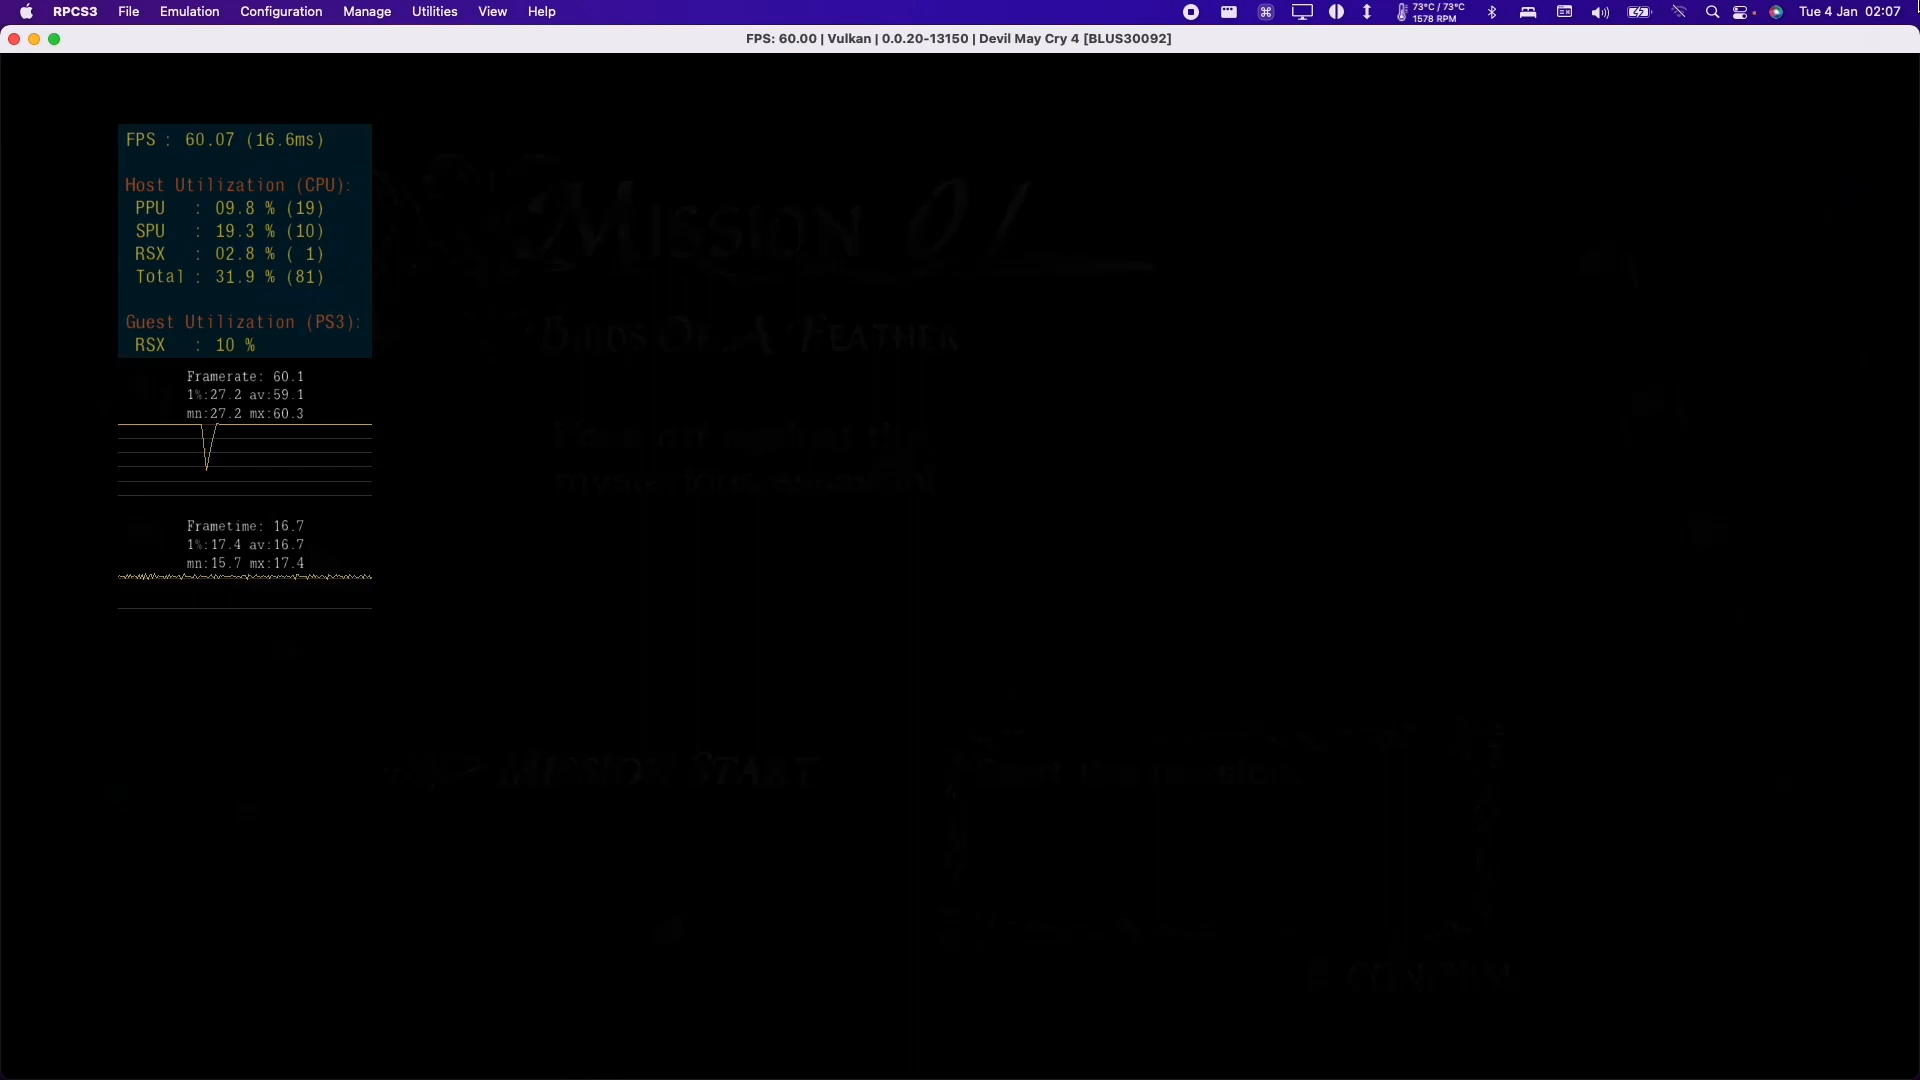 RPCS3 File Emulation Configuration Manage Utilities View Help 73°C / 73°C 1578 RPM Tue 4 Jan 02:07
FPS: 60.00 | Vulkan | 0.0.20-13150 | Devil May Cry 4 [BLUS30092]
FPS : 60.07 (16.6ms)
Host Utilization (CPU):
PPU : 09.8 % (19)
SPU : 19.3 % (10)
RSX : 02.8 % ( 1)
Total : 31.9 % (81)
Guest Utilization (PS3):
RSX : 10 %
Framerate: 60.1
1%:27.2 av:59.1
mn:27.2 mx:60.3
Frametime: 16.7
1%:17.4 av:16.7
mn:15.7 mx:17.4
MISSION 01
BIRDS OF A FEATHER
MISSION START